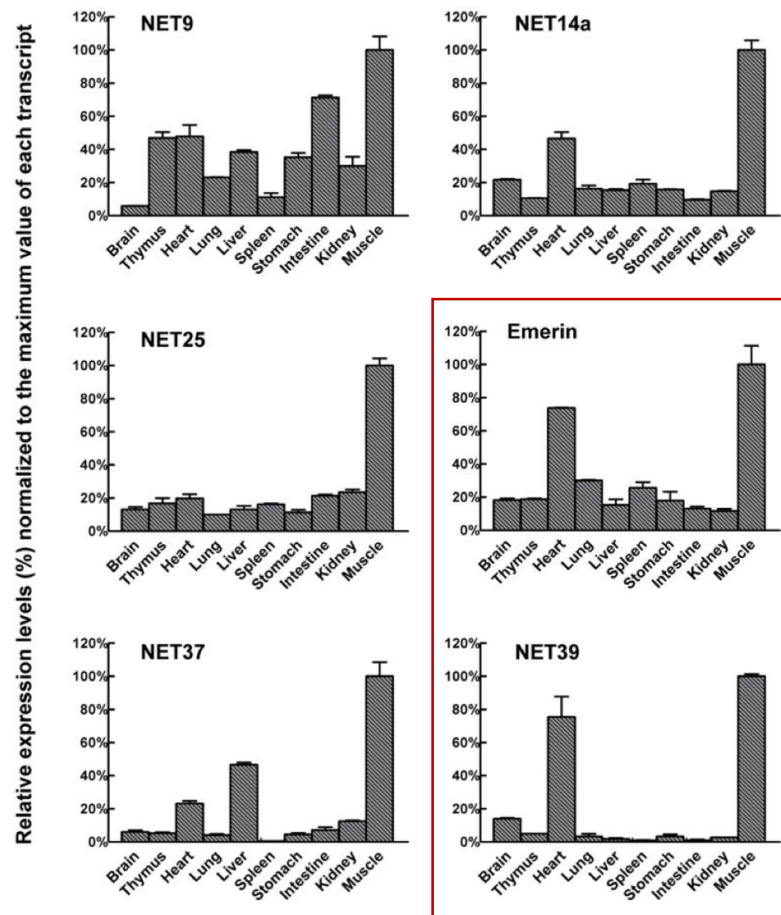 Relative expression levels (%) normalized to the maximum value of each transcript
NET9
120%
100%
80%
60%
40%
20%
0%
Brain
Thymus
Heart
Lung
Liver
Spleen
Stomach
Intestine
Kidney
Muscle
NET14a
120%
100%
80%
60%
40%
20%
0%
Brain
Thymus
Heart
Lung
Liver
Spleen
Stomach
Intestine
Kidney
Muscle
NET25
120%
100%
80%
60%
40%
20%
0%
Brain
Thymus
Heart
Lung
Liver
Spleen
Stomach
Intestine
Kidney
Muscle
Emerin
120%
100%
80%
60%
40%
20%
0%
Brain
Thymus
Heart
Lung
Liver
Spleen
Stomach
Intestine
Kidney
Muscle
NET37
120%
100%
80%
60%
40%
20%
0%
Brain
Thymus
Heart
Lung
Liver
Spleen
Stomach
Intestine
Kidney
Muscle
NET39
120%
100%
80%
60%
40%
20%
0%
Brain
Thymus
Heart
Lung
Liver
Spleen
Stomach
Intestine
Kidney
Muscle